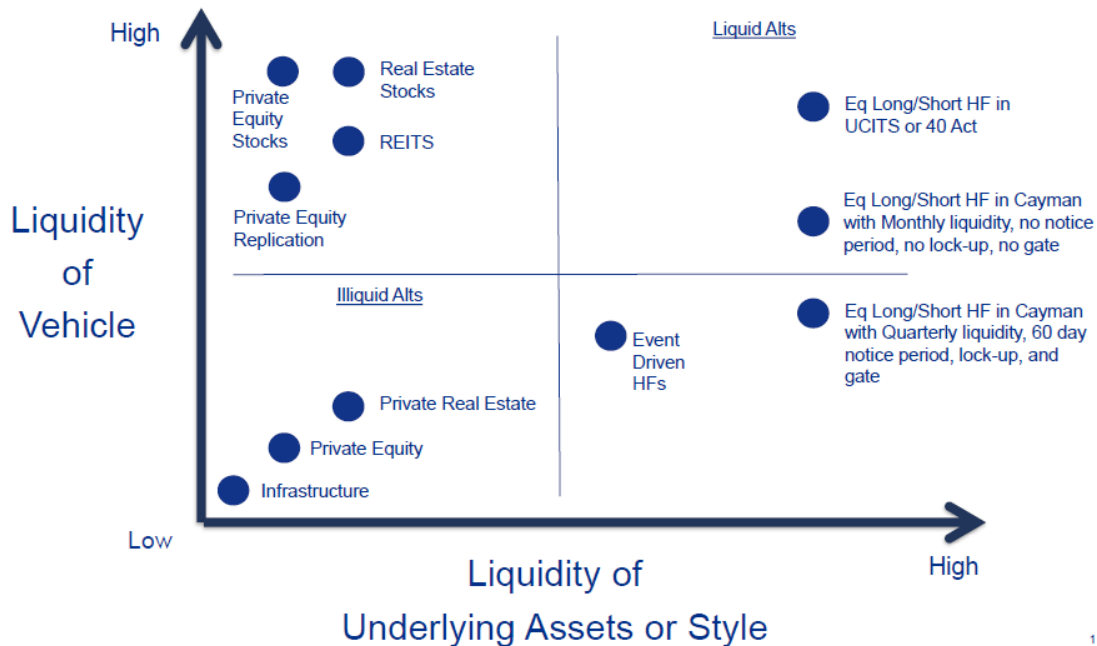 High
Liquid Alts
Real Estate
Stocks
Private
Equity
Stocks
REITS
Eq Long/Short HF in
UCITS or 40 Act
Private Equity
Replication
Eq Long/Short HF in Cayman
with Monthly liquidity, no notice
period, no lock-up, no gate
Liquidity
of
Vehicle
Illiquid Alts
Event
Driven
HFs
Eq Long/Short HF in Cayman
with Quarterly liquidity, 60 day
notice period, lock-up, and
gate
Private Real Estate
Private Equity
Infrastructure
Low
High
Liquidity of
Underlying Assets or Style
1